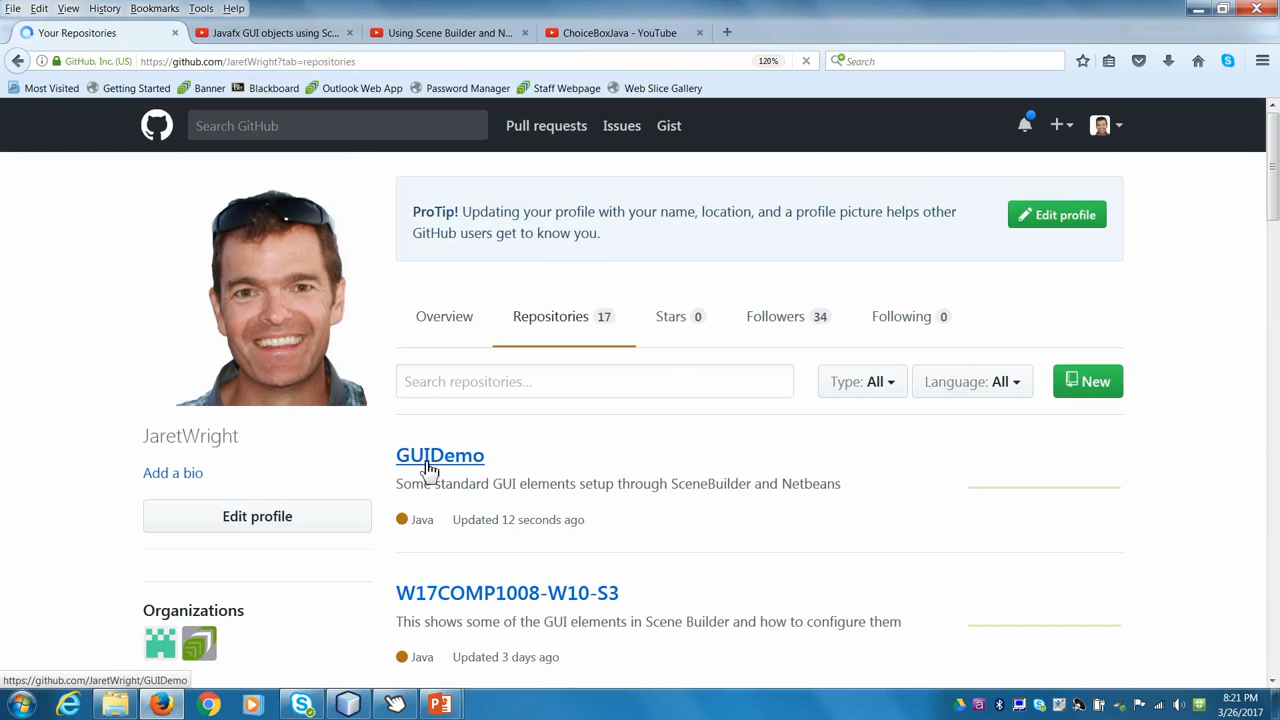 File Edit View History Bookmarks Tools Help
Your Repositories × Javafx GUI objects using Sc... × Using Scene Builder and N... × ChoiceBoxJava - YouTube × +
GitHub, Inc. (US) https://github.com/JaretWright?tab=repositories 120% Search
Most Visited Getting Started Banner Bb Blackboard Outlook Web App Password Manager Staff Webpage Web Slice Gallery
Search GitHub Pull requests Issues Gist
ProTip! Updating your profile with your name, location, and a profile picture helps other
GitHub users get to know you.
Edit profile
Overview Repositories 17 Stars 0 Followers 34 Following 0
Search repositories... Type: All Language: All New
JaretWright
Add a bio
Edit profile
Organizations
GUIDemo
Some standard GUI elements setup through SceneBuilder and Netbeans
Java Updated 12 seconds ago
W17COMP1008-W10-S3
This shows some of the GUI elements in Scene Builder and how to configure them
Java Updated 3 days ago
https://github.com/JaretWright/GUIDemo
8:21 PM
3/26/2017